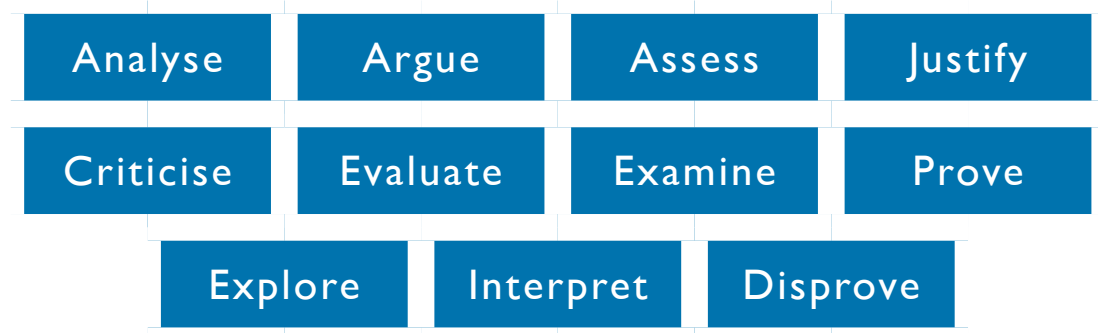 Analyse Argue Assess Justify
Criticise Evaluate Examine Prove
Explore Interpret Disprove